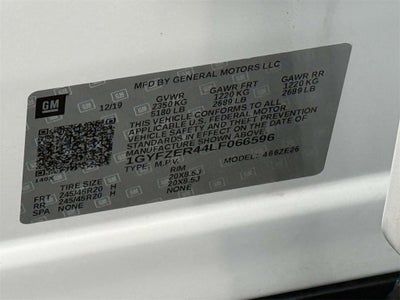 MFD BY GENERAL MOTORS LLC
GM
12/19 GVWR GAWR FRT GAWR RR
2350 KG 1220 KG 1220 KG
5180 LB 2689 LB 2689 LB
THIS VEHICLE CONFORMS TO ALL
APPLICABLE U.S. FEDERAL MOTOR
VEHICLE SAFETY AND THEFT PREVENTION
STANDARDS IN EFFECT ON THE DATE OF
MANUFACTURE SHOWN ABOVE.
1GYFZER44LF066596
TYPE: M.P.V. MODEL:
TIRE SIZE RIM
FRT 245/45R20 H 20X8.5J
RR 245/45R20 H 20X8.5J
SPA NONE NONE